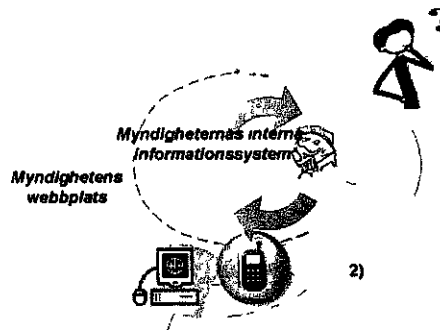 ?
Myndigheternas interna
informationssystem
Myndighetens
webbplats
2)